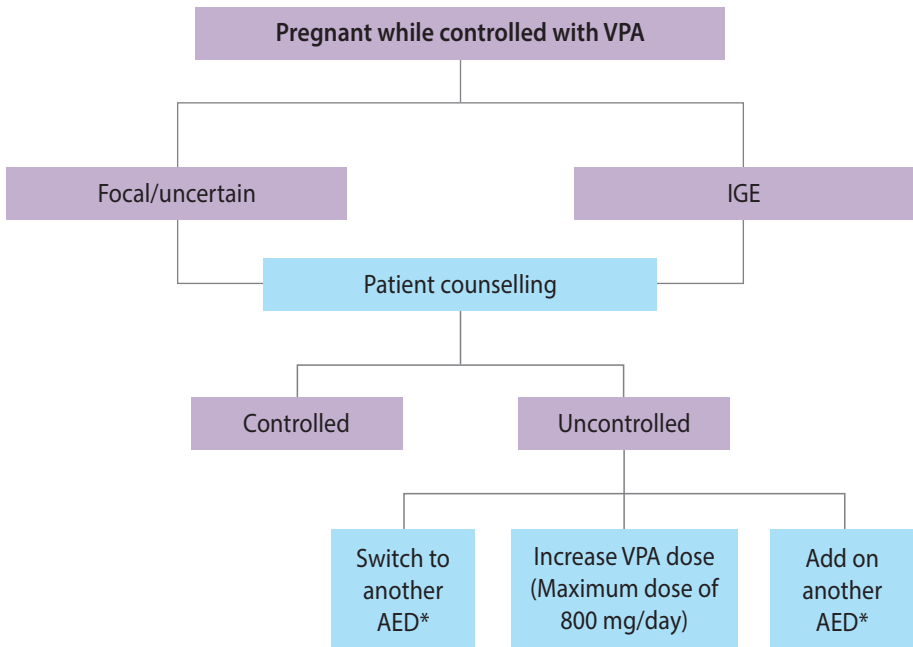 Pregnant while controlled with VPA
Focal/uncertain
IGE
Patient counselling
Controlled
Uncontrolled
Switch to
another
AED*
Increase VPA dose
(Maximum dose of
800 mg/day)
Add on
another
AED*